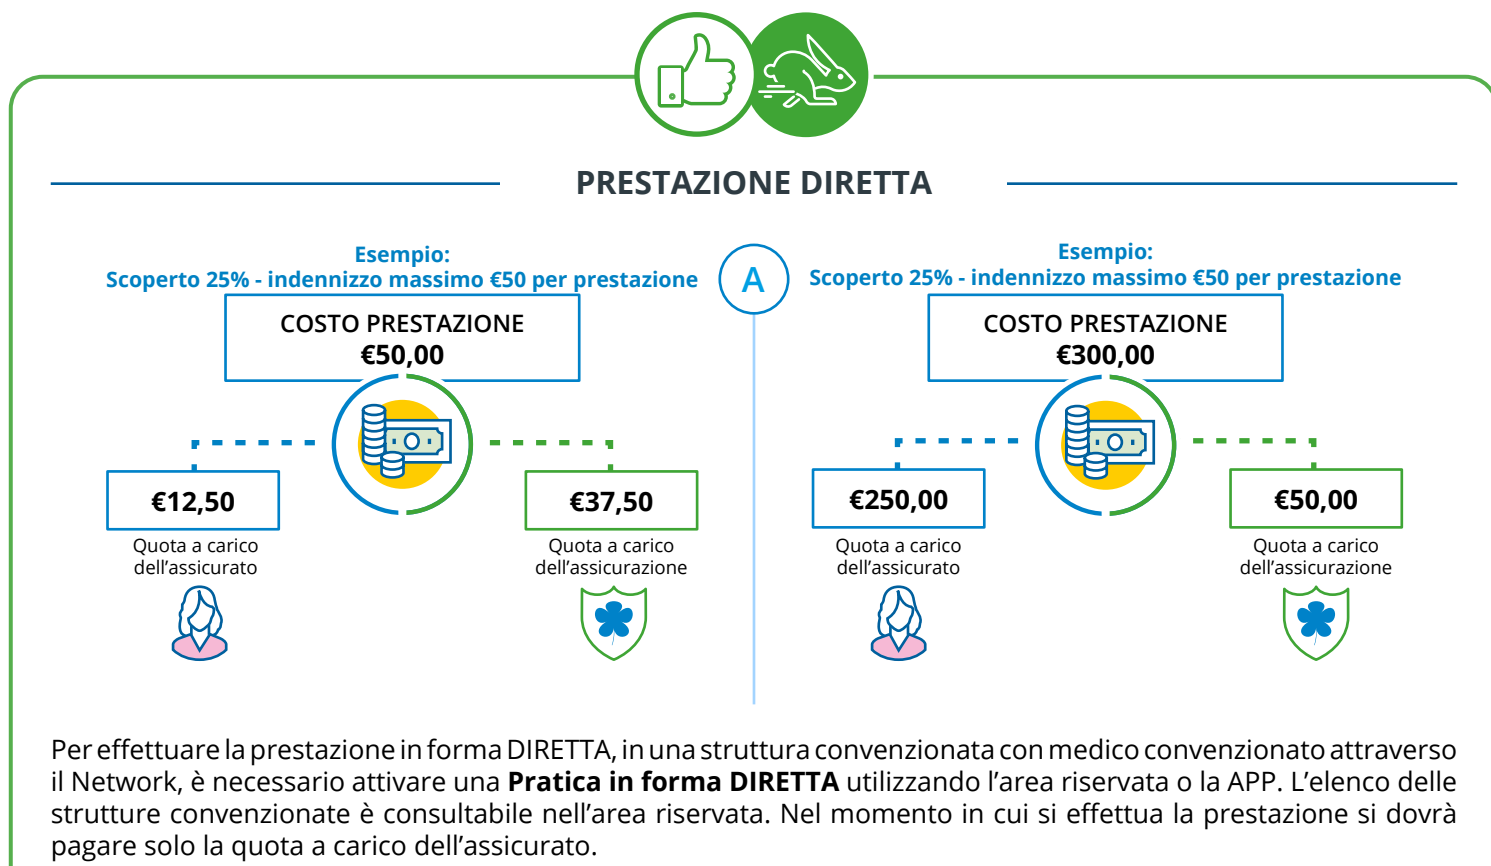 PRESTAZIONE DIRETTA
Esempio:
Scoperto 25% - indennizzo massimo €50 per prestazione
COSTO PRESTAZIONE
€50,00
€12,50
Quota a carico
dell’assicurato
€37,50
Quota a carico
dell’assicurazione
A
Esempio:
Scoperto 25% - indennizzo massimo €50 per prestazione
COSTO PRESTAZIONE
€300,00
€250,00
Quota a carico
dell’assicurato
€50,00
Quota a carico
dell’assicurazione
Per effettuare la prestazione in forma DIRETTA, in una struttura convenzionata con medico convenzionato attraverso
il Network, è necessario attivare una Pratica in forma DIRETTA utilizzando l’area riservata o la APP. L’elenco delle
strutture convenzionate è consultabile nell’area riservata. Nel momento in cui si effettua la prestazione si dovrà
pagare solo la quota a carico dell’assicurato.